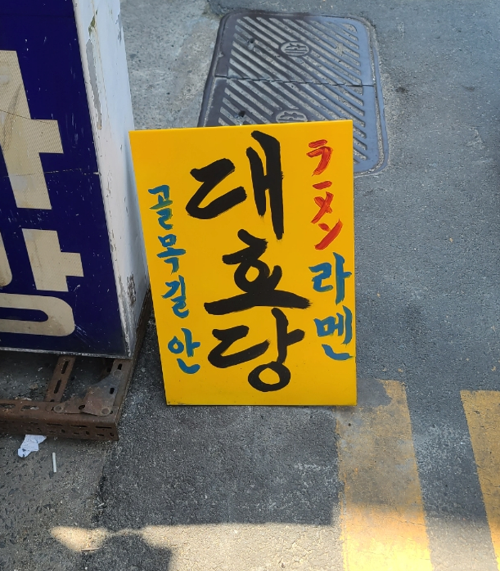 ラーメン
라멘
대호당
골목길 안